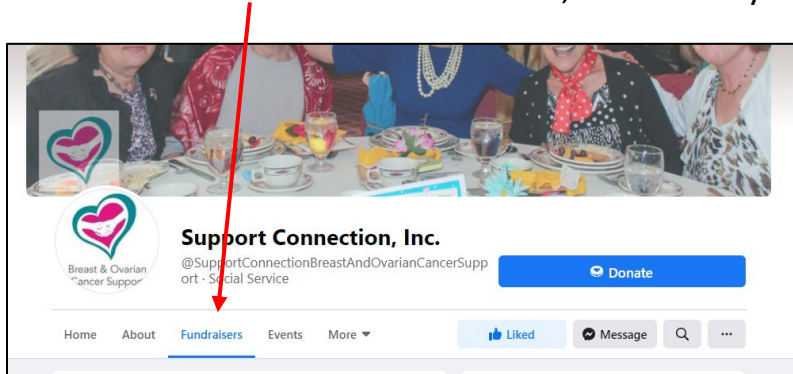 Support Connection, Inc.
@SupportConnectionBreastAndOvarianCancerSupp
ort · Social Service
Breast & Ovarian
Cancer Support
Donate
Home About Fundraisers Events More
Liked Message